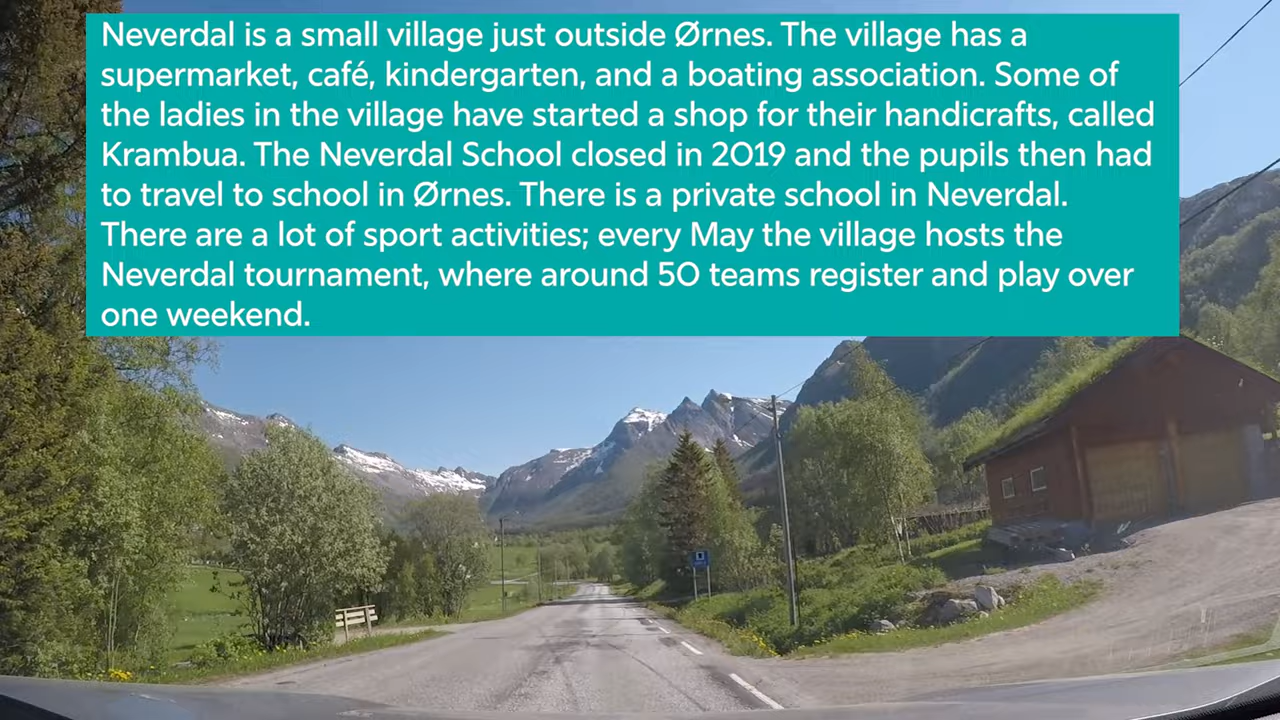 Neverdal is a small village just outside Ørnes. The village has a
supermarket, café, kindergarten, and a boating association. Some of
the ladies in the village have started a shop for their handicrafts, called
Krambua. The Neverdal School closed in 2019 and the pupils then had
to travel to school in Ørnes. There is a private school in Neverdal.
There are a lot of sport activities; every May the village hosts the
Neverdal tournament, where around 50 teams register and play over
one weekend.